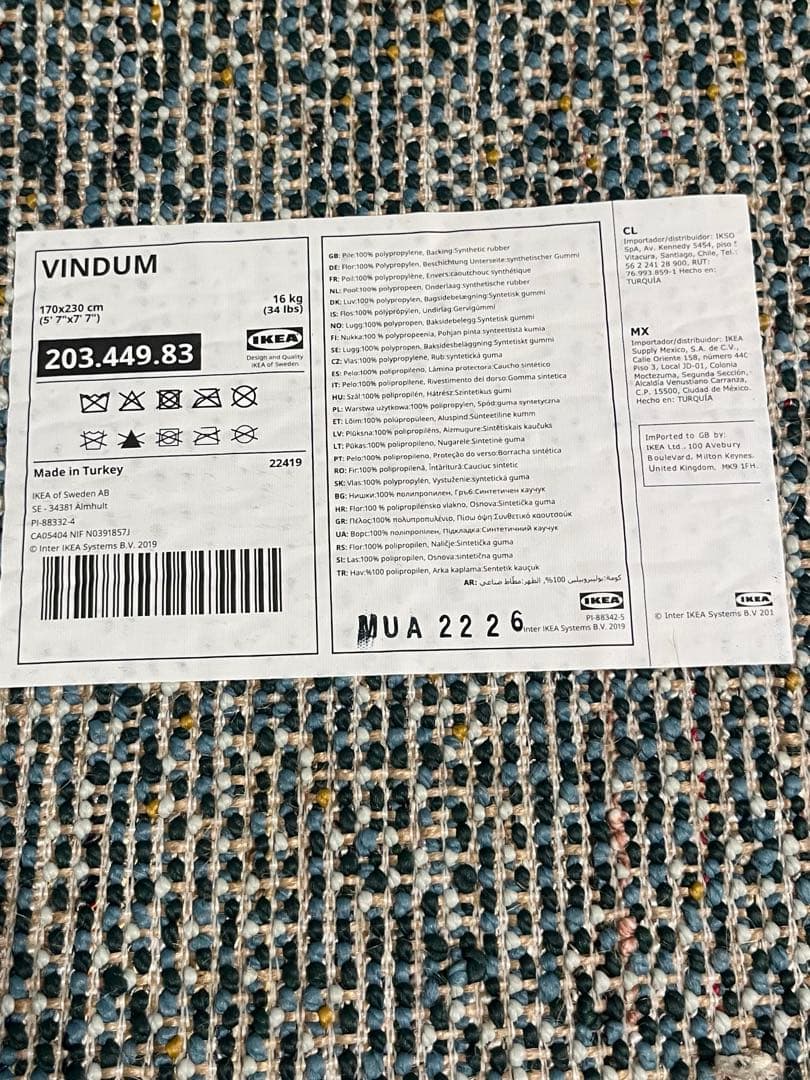 VINDUM
170x230 cm
(5' 7"x7' 7")
16 kg
(34 lbs)
203.449.83
IKEA
Design and Quality
IKEA of Sweden
Made in Turkey
22419
IKEA of Sweden AB
SE - 34381 Älmhult
PI-88332-4
CA05404 NIF N0391857J
© Inter IKEA Systems B.V. 2019
GB: Pile:100% polypropylene, Backing:Synthetic rubber
DE: Flor:100% Polypropylen, Beschichtung Unterseite:synthetischer Gummi
FR: Poil:100% polypropylène, Envers:caoutchouc synthétique
NL: Pool:100% polypropeen, Onderlaag:synthetische rubber
DK: Luv:100% polypropylen, Bagsidebelægning:Syntetisk gummi
IS: Flos:100% pólýprópýlen, Undirlag:Gervigúmmí
NO: Lugg:100% polypropen, Baksidebelegg:Syntetisk gummi
FI: Nukka:100 % polypropeenia, Pohjan pinta:synteettistä kumia
SE: Lugg:100% polypropen, Baksidesbeläggning:Syntetiskt gummi
CZ: Vlas:100% polypropylene, Rub:syntetická guma
ES: Pelo:100% polipropileno, Lámina protectora:Caucho sintético
IT: Pelo:100% polipropilene, Rivestimento del dorso:Gomma sintetica
HU: Szál:100% polipropilén, Hátrész:Szintetikus gumi
PL: Warstwa użytkowa:100% polipropylen, Spód:guma syntetyczna
ET: Lõim:100% polüpropüleen, Aluspind:Sünteetiline kumm
LV: Plūksna:100% polipropilēns, Aizmugure:Sintētiskais kaučuks
LT: Pūkas:100% polipropileno, Nugarėlė:Sintetinė guma
PT: Pelo:100% polipropileno, Proteção do verso:Borracha sintética
RO: Fir:100% polipropilenă, Întăritură:Cauciuc sintetic
SK: Vlas:100% polypropylén, Vystuženie:syntetická guma
BG: Нишки:100% полипропилен, Гръб:Синтетичен каучук
HR: Flor:100 % polipropilensko vlakno, Osnova:Sintetička guma
GR: Πέλος:100% πολυπροπυλένιο, Πίσω όψη:Συνθετικό καουτσούκ
UA: Ворс:100% поліпропілен, Підкладка:Синтетичний каучук
RS: Flor:100% polipropilen, Naličje:Sintetička guma
SI: Las:100% polipropilen, Osnova:sintetična guma
TR: Hav:%100 polipropilen, Arka kaplama:Sentetik kauçuk
AR: كومة:بوليبروبيلين 100%, الظهر:مطاط صناعي
IKEA
PI-88342-5
MUA 2226
Inter IKEA Systems B.V. 2019
CL
Importador/distribuidor: IKSO
SpA, Av. Kennedy 5454, piso
Vitacura, Santiago, Chile, Tel.:
56 2 241 28 900, RUT:
76.993.859-1 Hecho en:
TURQUÍA
MX
Importador/distribuidor: IKEA
Supply Mexico, S.A. de C.V.,
Calle Oriente 158, número 440
Piso 3, Local JD-01, Colonia
Moctezuma, Segunda Sección,
Alcaldía Venustiano Carranza,
C.P. 15500, Ciudad de México.
Hecho en: TURQUÍA
ImPorted to GB by:
IKEA Ltd., 100 Avebury
Boulevard, Milton Keynes,
United Kingdom, MK9 1FH.
IKEA
© Inter IKEA Systems B.V 201